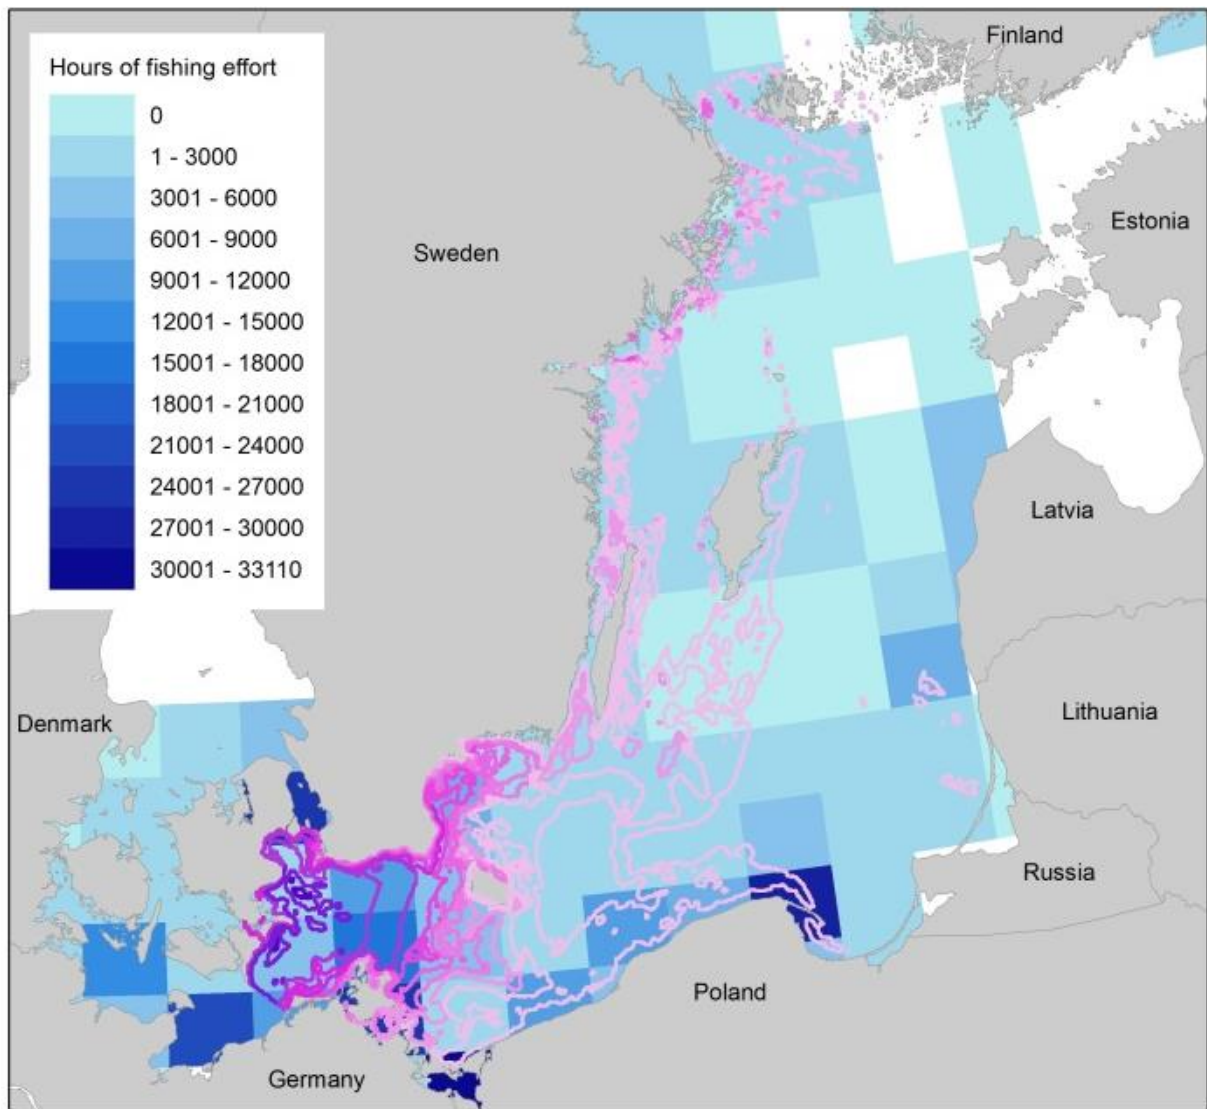 Finland
Hours of fishing effort
0
1 - 3000
3001 - 6000
6001 - 9000
9001 - 12000
12001 - 15000
15001 - 18000
18001 - 21000
21001 - 24000
24001 - 27000
27001 - 30000
30001 - 33110
Estonia
Sweden
Latvia
Lithuania
Denmark
Russia
Poland
Germany